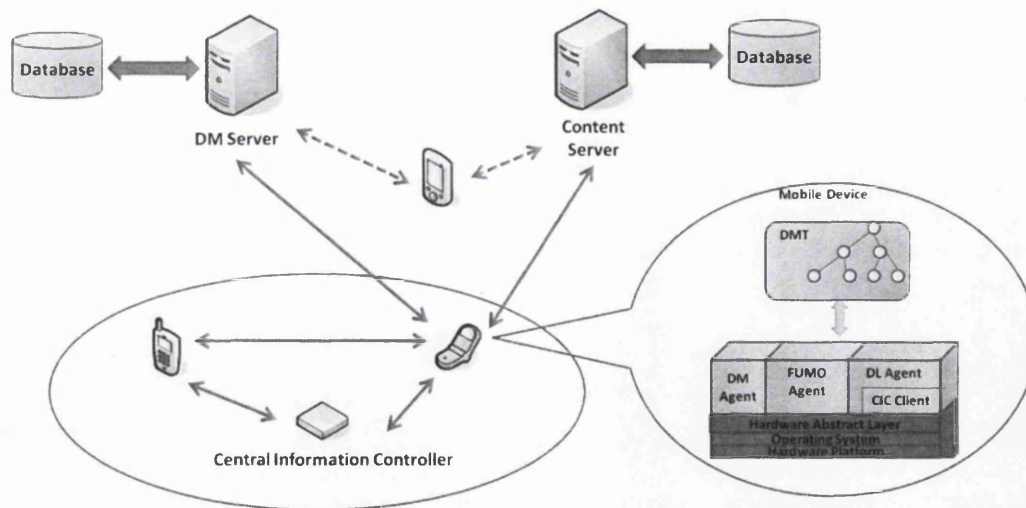 Database
DM Server
Content
Server
Database
Mobile Device
DMT
DM
Agent
FUMO
Agent
DL Agent
CIC Client
Hardware Abstract Layer
Operating System
Hardware Platform
Central Information Controller